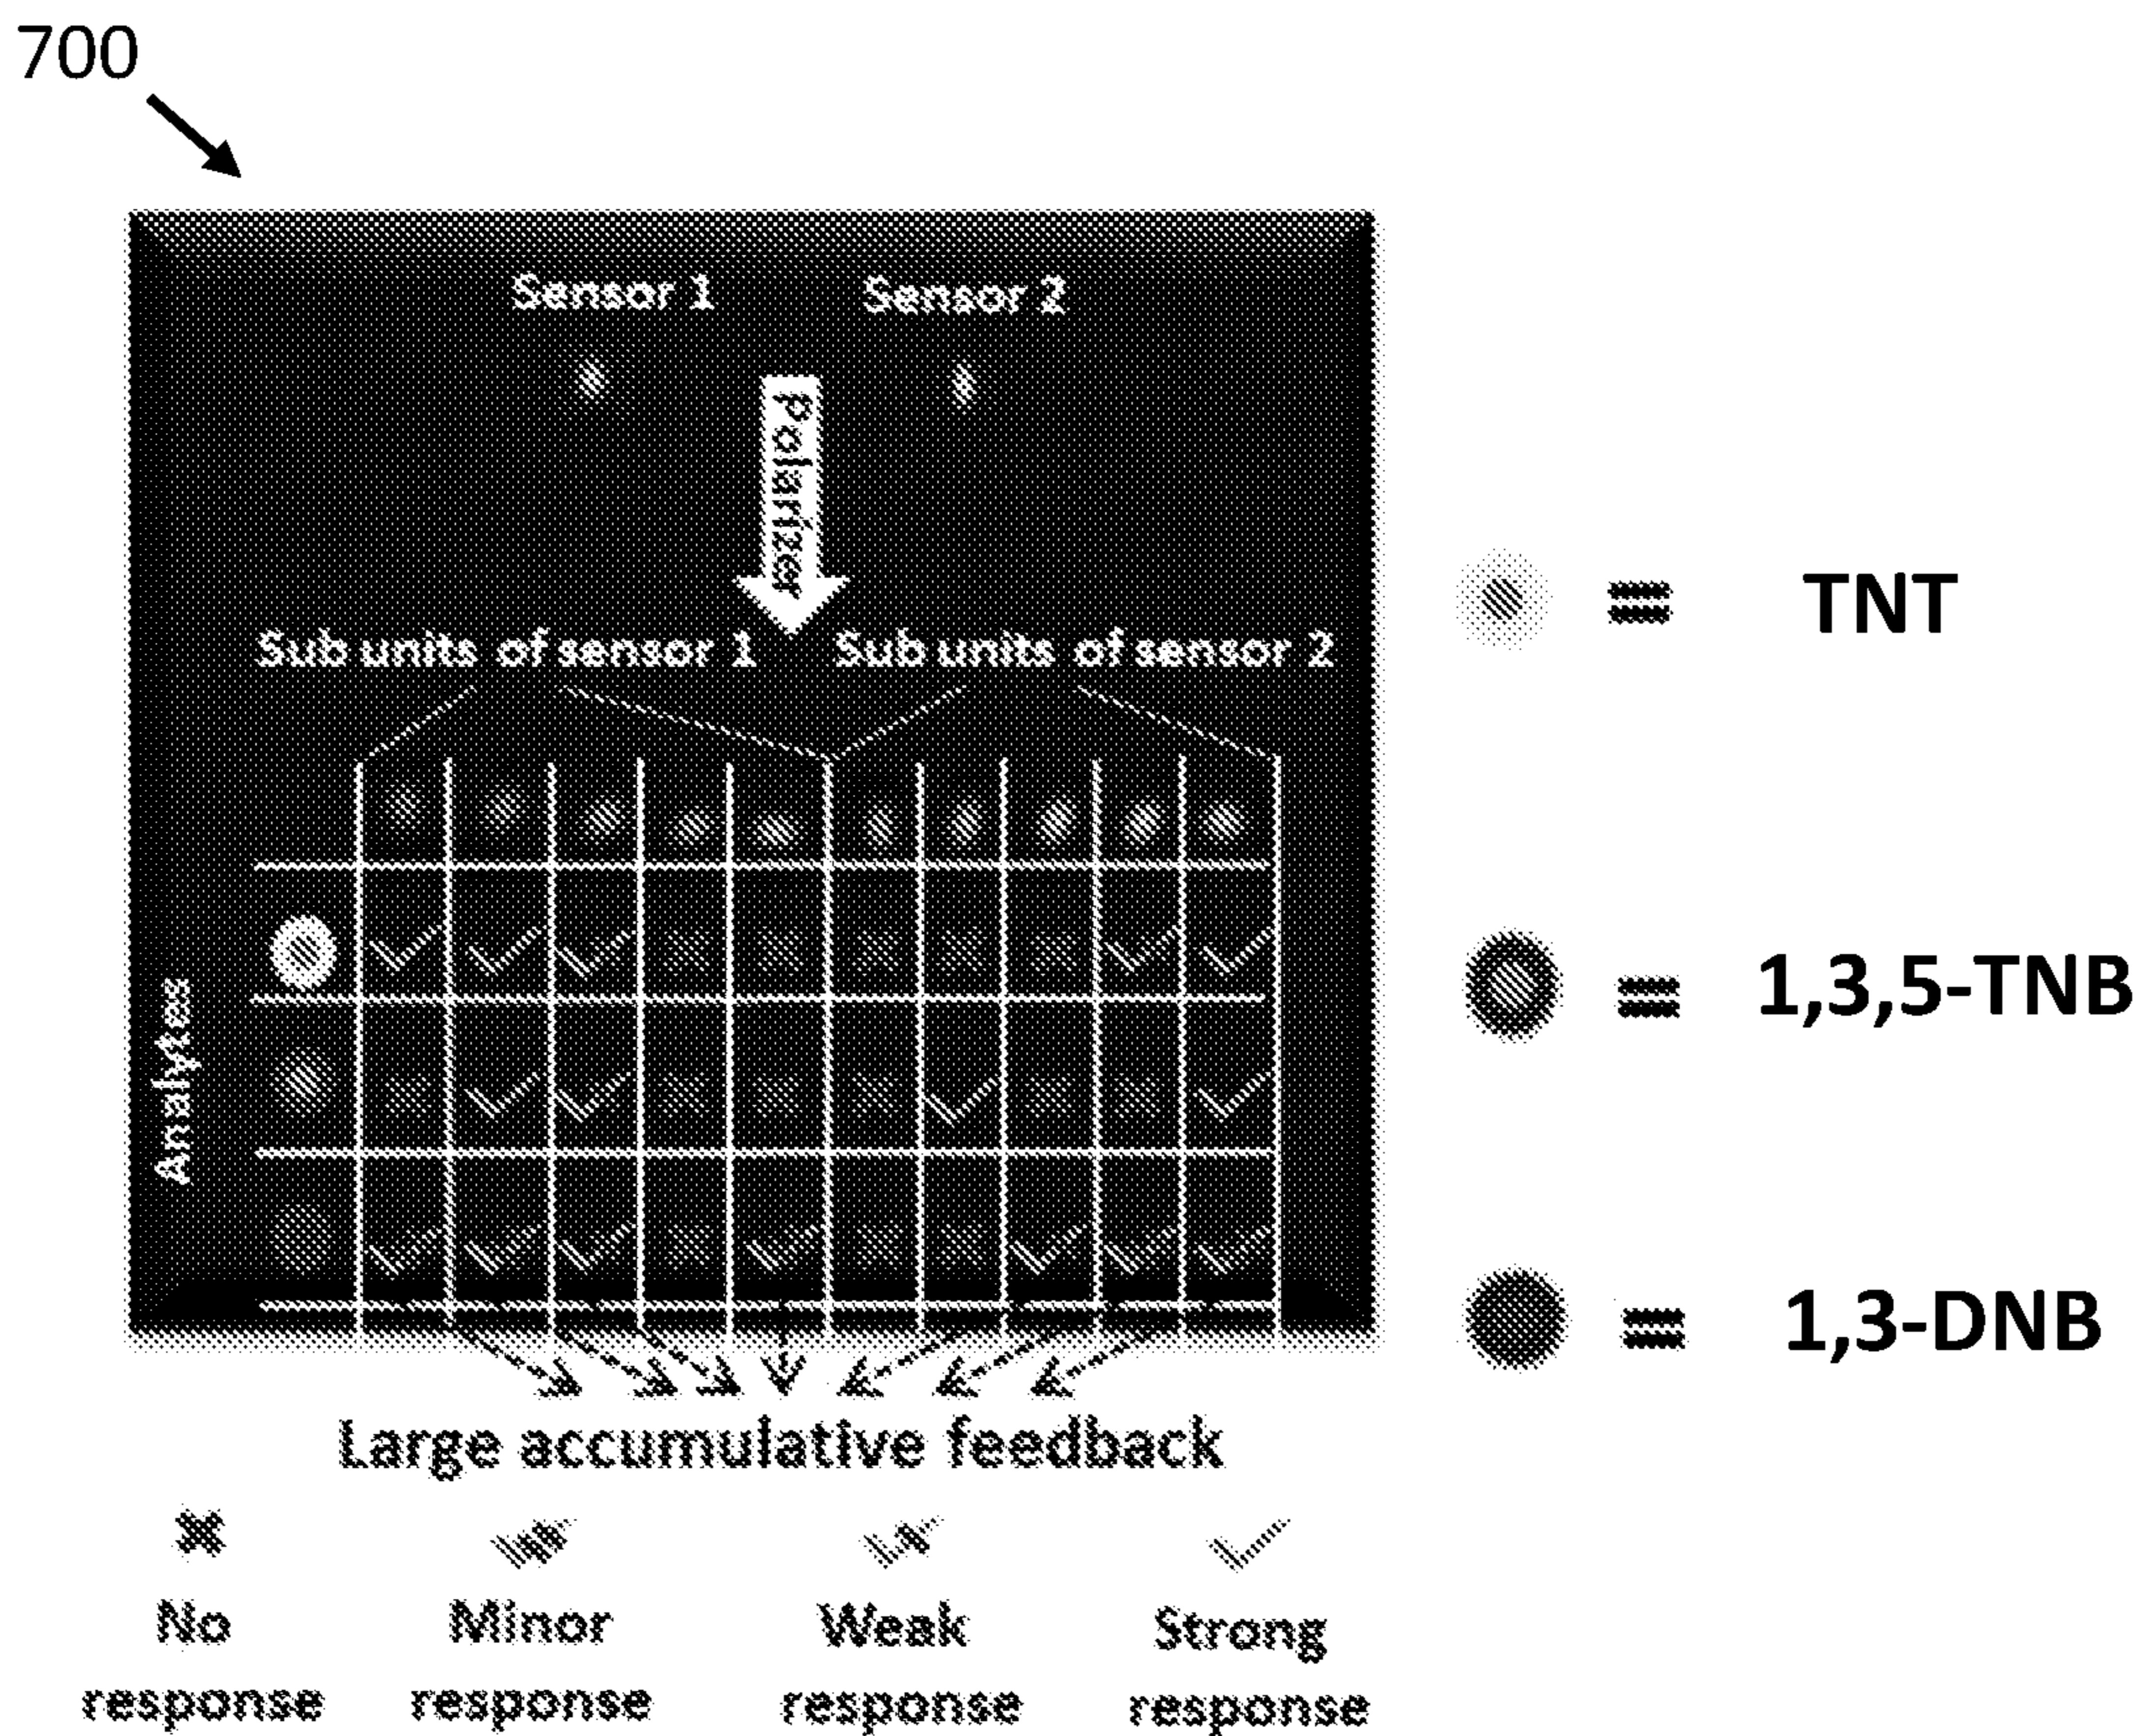 700
Sensor 1
Sensor 2
Polarizer
Sub units of sensor 1
Sub units of sensor 2
Analytes
TNT
1,3,5-TNB
1,3-DNB
Large accumulative feedback
No
response
Minor
response
Weak
response
Strong
response